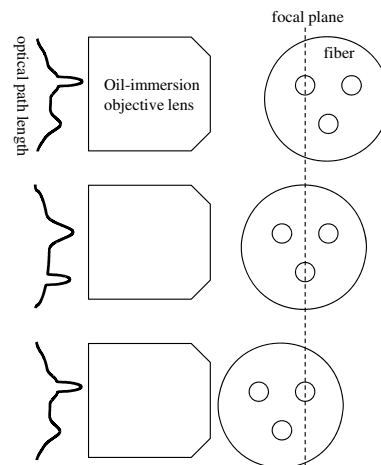 focal plane
fiber
optical path length
Oil-immersion
objective lens